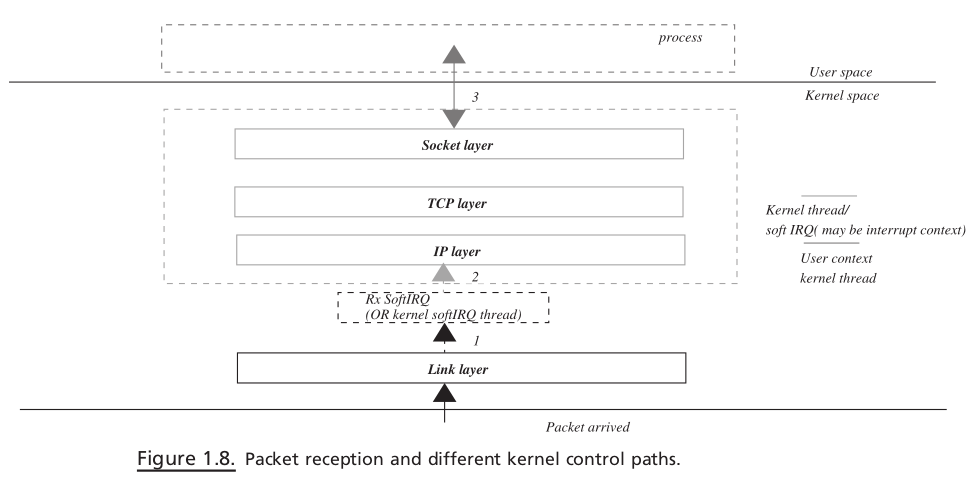 process
User space
Kernel space
3
Socket layer
TCP layer
Kernel thread/
soft IRQ( may be interrupt context)
IP layer
User context
kernel thread
2
Rx SoftIRQ
(OR kernel softIRQ thread)
1
Link layer
Packet arrived
Figure 1.8. Packet reception and different kernel control paths.